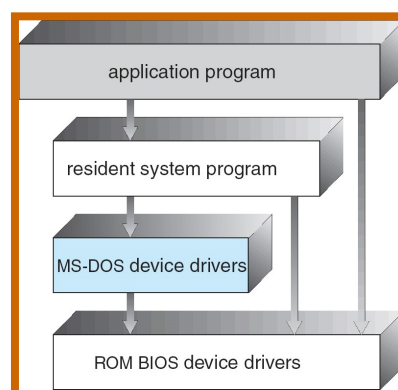 application program
resident system program
MS-DOS device drivers
ROM BIOS device drivers